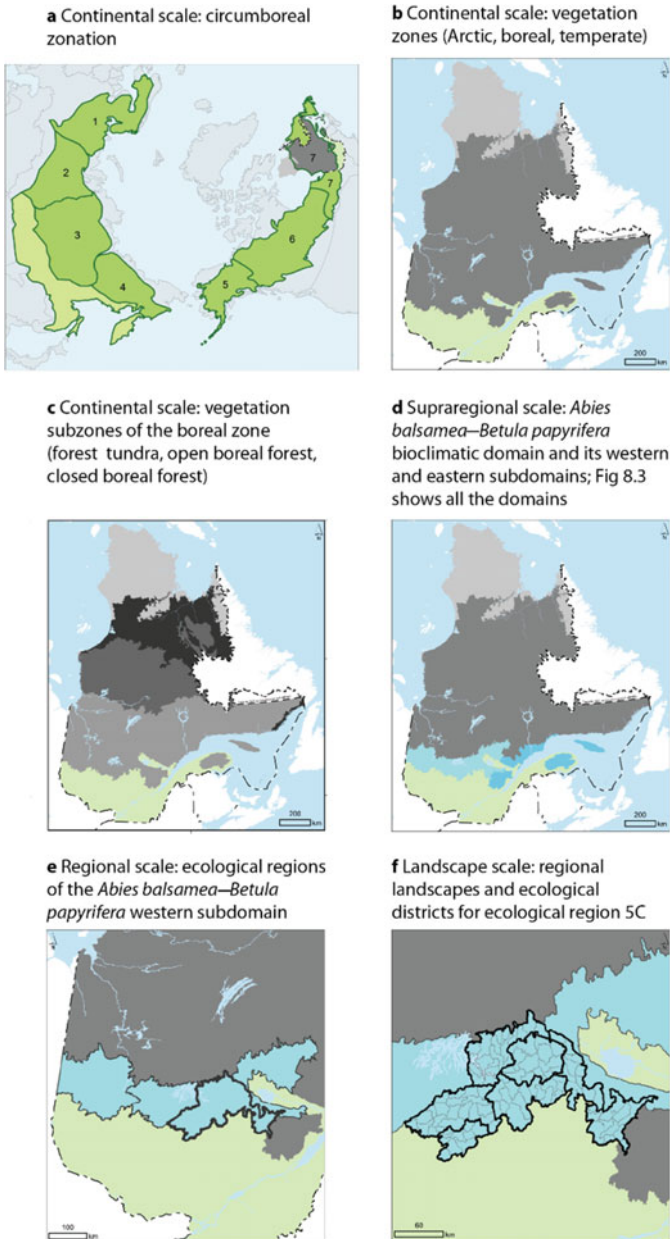 a Continental scale: circumboreal
zonation
b Continental scale: vegetation
zones (Arctic, boreal, temperate)
1
2
3
4
5
6
7
7
200
km
c Continental scale: vegetation
subzones of the boreal zone
(forest tundra, open boreal forest,
closed boreal forest)
d Supraregional scale: Abies
balsamea—Betula papyrifera
bioclimatic domain and its western
and eastern subdomains; Fig 8.3
shows all the domains
200
km
200
km
e Regional scale: ecological regions
of the Abies balsamea—Betula
papyrifera western subdomain
f Landscape scale: regional
landscapes and ecological
districts for ecological region 5C
100
km
60
km